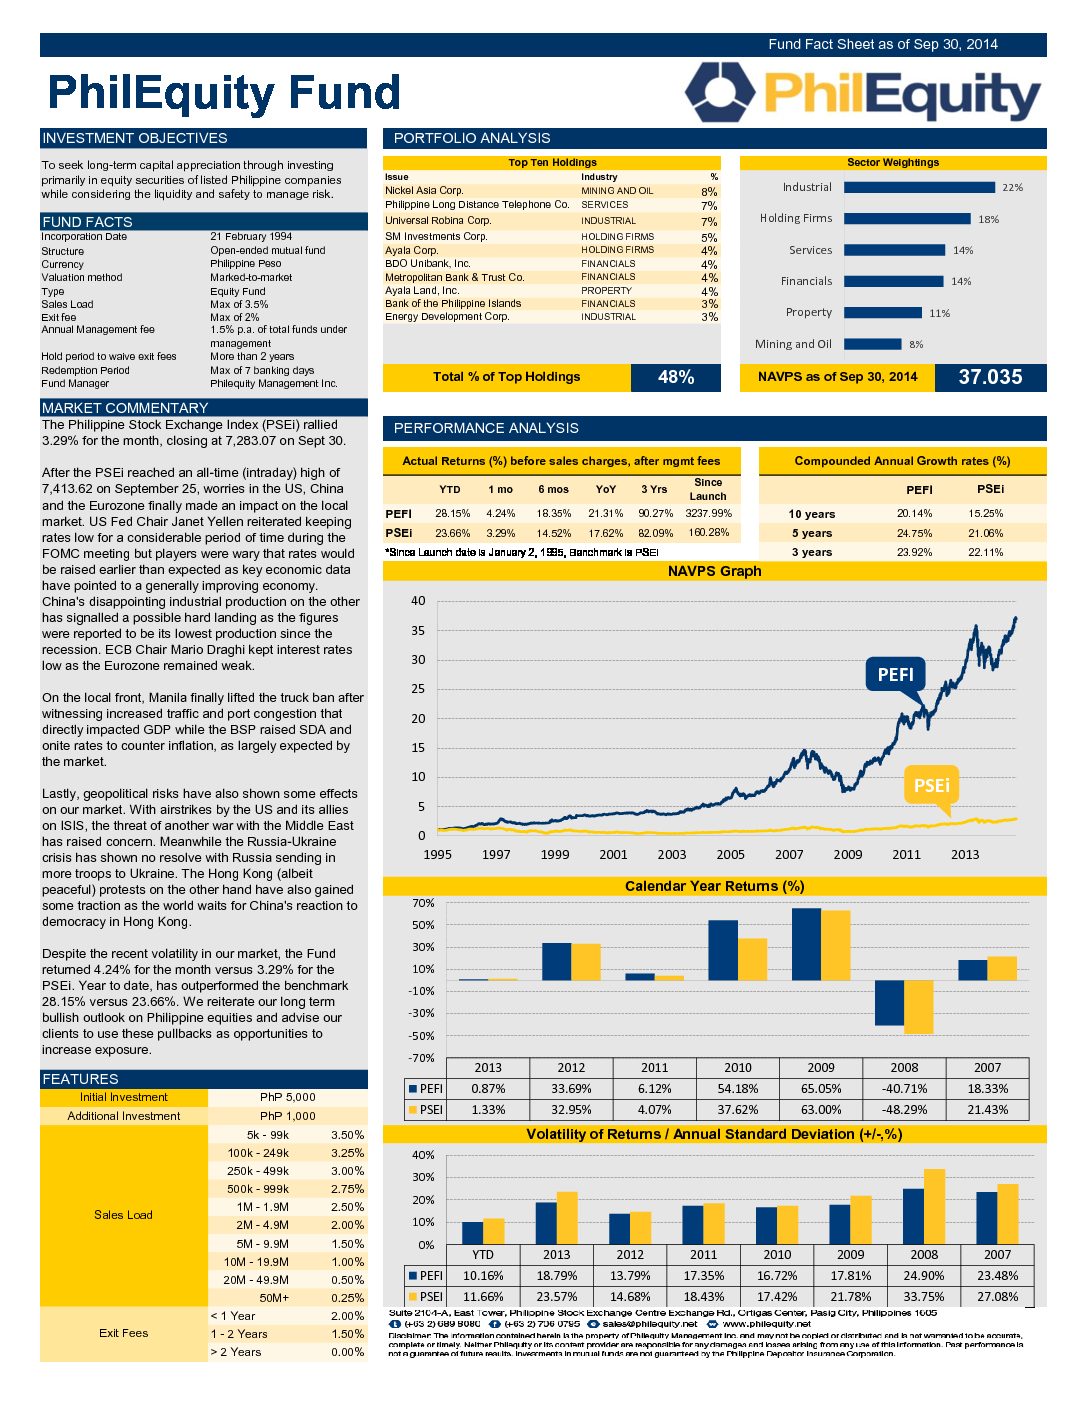 Fund Fact Sheet as of Sep 30, 2014
PhilEquity Fund
PhilEquity
INVESTMENT OBJECTIVES
To seek long-term capital appreciation through investing
primarily in equity securities of listed Philippine companies
while considering the liquidity and safety to manage risk.
FUND FACTS
Incorporation Date 21 February 1994
Structure Open-ended mutual fund
Currency Philippine Peso
Valuation method Marked-to-market
Type Equity Fund
Sales Load Max of 3.5%
Exit fee Max of 2%
Annual Management fee 1.5% p.a. of total funds under
management
Hold period to waive exit fees More than 2 years
Redemption Period Max of 7 banking days
Fund Manager Philequity Management Inc.
MARKET COMMENTARY
The Philippine Stock Exchange Index (PSEi) rallied
3.29% for the month, closing at 7,283.07 on Sept 30.
After the PSEi reached an all-time (intraday) high of
7,413.62 on September 25, worries in the US, China
and the Eurozone finally made an impact on the local
market. US Fed Chair Janet Yellen reiterated keeping
rates low for a considerable period of time during the
FOMC meeting but players were wary that rates would
be raised earlier than expected as key economic data
have pointed to a generally improving economy.
China's disappointing industrial production on the other
has signalled a possible hard landing as the figures
were reported to be its lowest production since the
recession. ECB Chair Mario Draghi kept interest rates
low as the Eurozone remained weak.
On the local front, Manila finally lifted the truck ban after
witnessing increased traffic and port congestion that
directly impacted GDP while the BSP raised SDA and
onite rates to counter inflation, as largely expected by
the market.
Lastly, geopolitical risks have also shown some effects
on our market. With airstrikes by the US and its allies
on ISIS, the threat of another war with the Middle East
has raised concern. Meanwhile the Russia-Ukraine
crisis has shown no resolve with Russia sending in
more troops to Ukraine. The Hong Kong (albeit
peaceful) protests on the other hand have also gained
some traction as the world waits for China's reaction to
democracy in Hong Kong.
Despite the recent volatility in our market, the Fund
returned 4.24% for the month versus 3.29% for the
PSEi. Year to date, has outperformed the benchmark
28.15% versus 23.66%. We reiterate our long term
bullish outlook on Philippine equities and advise our
clients to use these pullbacks as opportunities to
increase exposure.
FEATURES
Initial Investment PhP 5,000
Additional Investment PhP 1,000
Sales Load
5k - 99k 3.50%
100k - 249k 3.25%
250k - 499k 3.00%
500k - 999k 2.75%
1M - 1.9M 2.50%
2M - 4.9M 2.00%
5M - 9.9M 1.50%
10M - 19.9M 1.00%
20M - 49.9M 0.50%
50M+ 0.25%
Exit Fees
< 1 Year 2.00%
1 - 2 Years 1.50%
> 2 Years 0.00%
PORTFOLIO ANALYSIS
Top Ten Holdings
Issue Industry %
Nickel Asia Corp. MINING AND OIL 8%
Philippine Long Distance Telephone Co. SERVICES 7%
Universal Robina Corp. INDUSTRIAL 7%
SM Investments Corp. HOLDING FIRMS 5%
Ayala Corp. HOLDING FIRMS 4%
BDO Unibank, Inc. FINANCIALS 4%
Metropolitan Bank & Trust Co. FINANCIALS 4%
Ayala Land, Inc. PROPERTY 4%
Bank of the Philippine Islands FINANCIALS 3%
Energy Development Corp. INDUSTRIAL 3%
Total % of Top Holdings 48%
Sector Weightings
Industrial 22%
Holding Firms 18%
Services 14%
Financials 14%
Property 11%
Mining and Oil 8%
NAVPS as of Sep 30, 2014 37.035
PERFORMANCE ANALYSIS
Actual Returns (%) before sales charges, after mgmt fees
YTD 1 mo 6 mos YoY 3 Yrs Since
Launch
PEFI 28.15% 4.24% 18.35% 21.31% 90.27% 3237.99%
PSEi 23.66% 3.29% 14.52% 17.62% 82.09% 160.28%
*Since Launch date is January 2, 1995, Benchmark is PSEi
Compounded Annual Growth rates (%)
PEFI PSEi
10 years 20.14% 15.25%
5 years 24.75% 21.06%
3 years 23.92% 22.11%
NAVPS Graph
40
35
30
25
20
15
10
5
0
PEFI
PSEi
1995 1997 1999 2001 2003 2005 2007 2009 2011 2013
Calendar Year Returns (%)
70%
50%
30%
10%
-10%
-30%
-50%
-70%
2013 2012 2011 2010 2009 2008 2007
PEFI 0.87% 33.69% 6.12% 54.18% 65.05% -40.71% 18.33%
PSEI 1.33% 32.95% 4.07% 37.62% 63.00% -48.29% 21.43%
Volatility of Returns / Annual Standard Deviation (+/-,%)
40%
30%
20%
10%
0%
YTD 2013 2012 2011 2010 2009 2008 2007
PEFI 10.16% 18.79% 13.79% 17.35% 16.72% 17.81% 24.90% 23.48%
PSEI 11.66% 23.57% 14.68% 18.43% 17.42% 21.78% 33.75% 27.08%
Suite 2104-A, East Tower, Philippine Stock Exchange Centre Exchange Rd., Ortigas Center, Pasig City, Philippines 1605
(+63 2) 689 8080 (+63 2) 706 0795 sales@philequity.net www.philequity.net
Disclaimer: The information contained herein is the property of Philequity Management Inc. and may not be copied or distributed and is not warranted to be accurate,
complete or timely. Neither Philequity or its content provider are responsible for any damages and losses arising from any use of this information. Past performance is
not a guarantee of future results. Investments in mutual funds are not guaranteed by the Philippine Depositor Insurance Corporation.